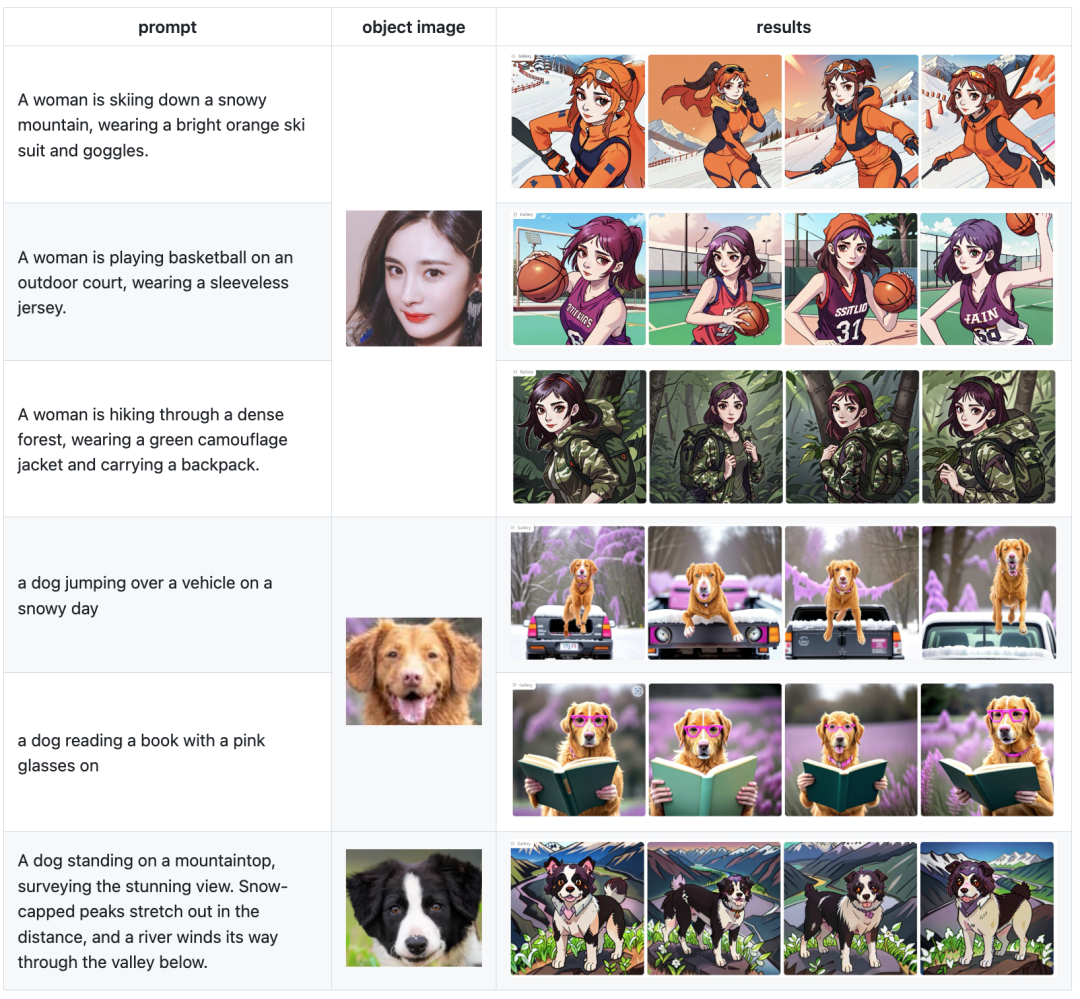 prompt
object image
results
A woman is skiing down a snowy
mountain, wearing a bright orange ski
suit and goggles.
Gallery
A woman is playing basketball on an
outdoor court, wearing a sleeveless
jersey.
Gallery
31
A woman is hiking through a dense
forest, wearing a green camouflage
jacket and carrying a backpack.
Gallery
a dog jumping over a vehicle on a
snowy day
Gallery
a dog reading a book with a pink
glasses on
Gallery
A dog standing on a mountaintop,
surveying the stunning view. Snow-
capped peaks stretch out in the
distance, and a river winds its way
through the valley below.
Gallery